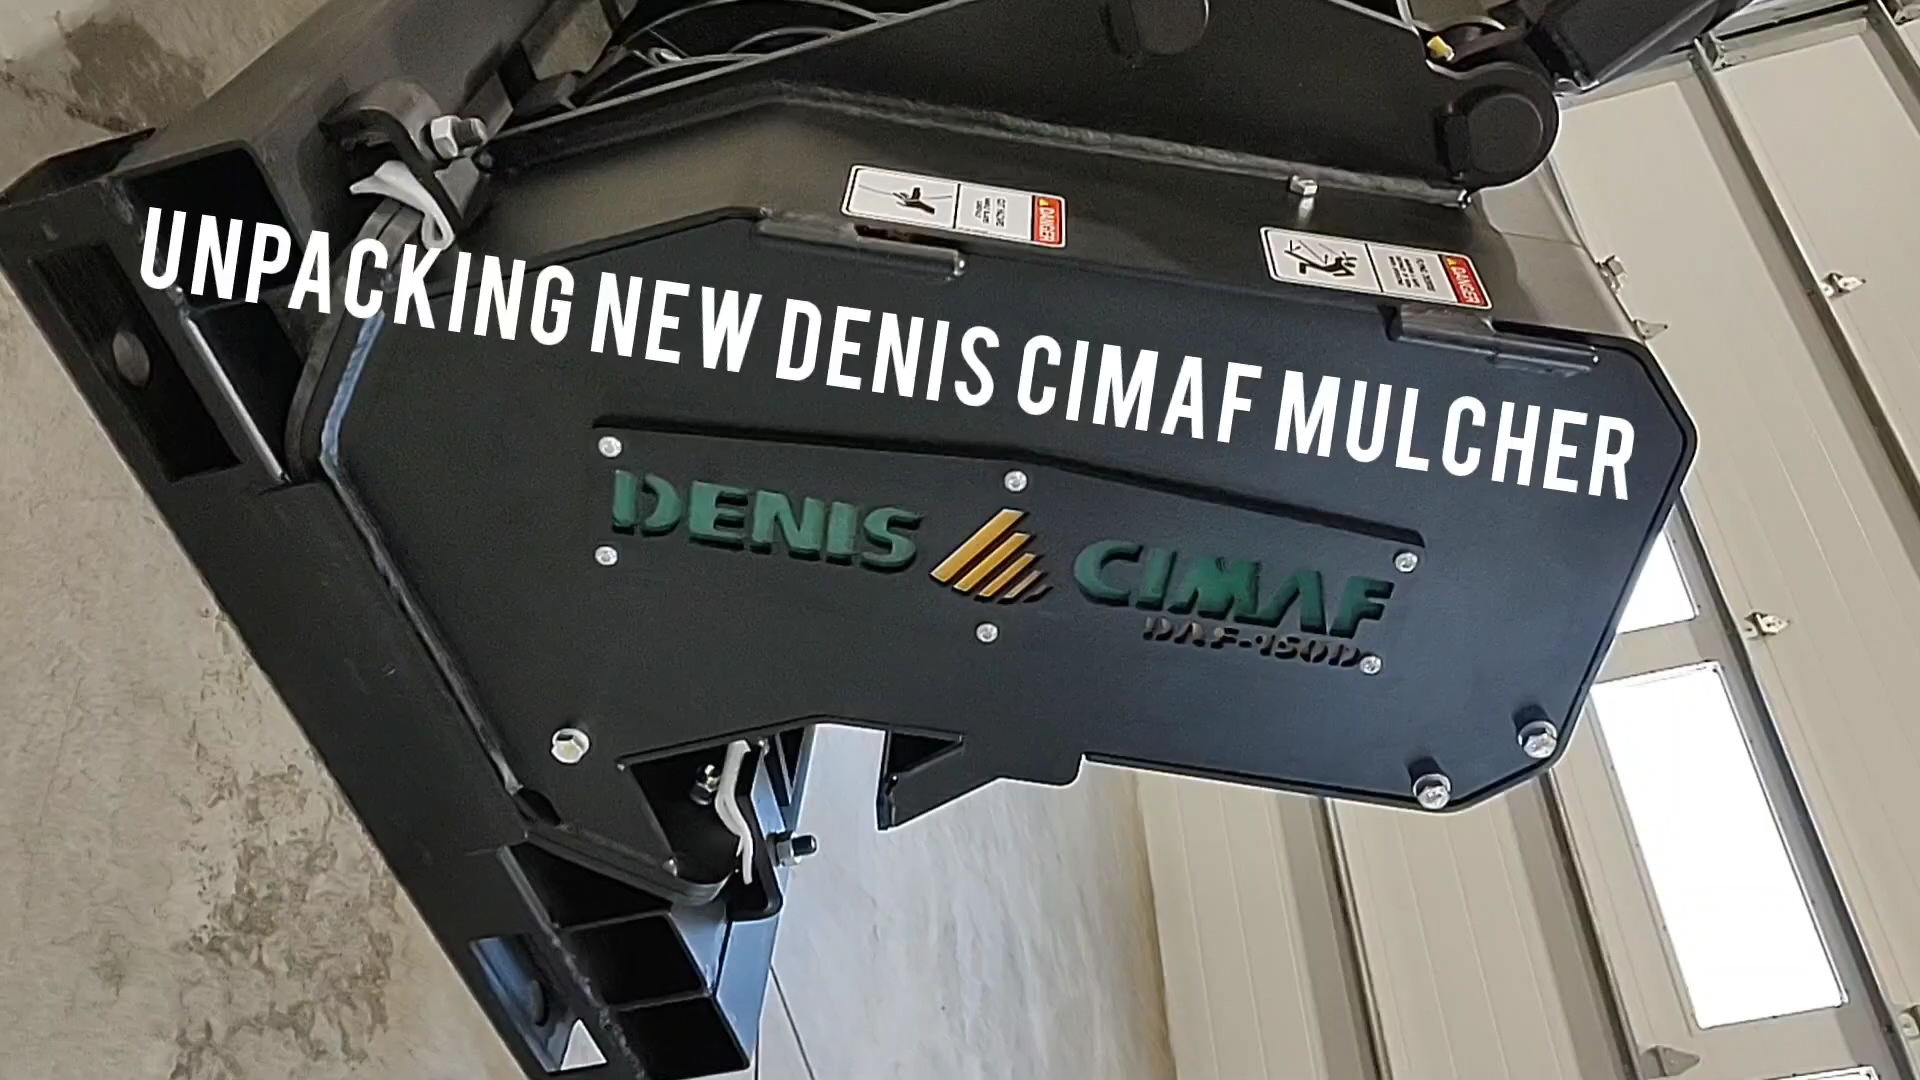 UNPACKING NEW DENIS CIMAF MULCHER
DANGER
DANGER
DENIS CIMAF
DAF-150D